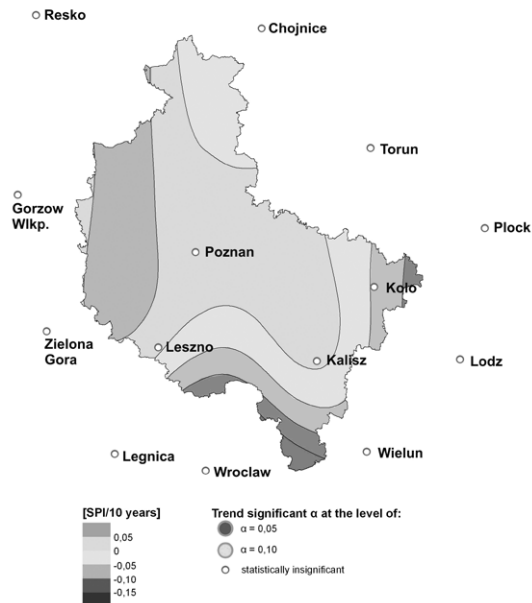 Resko
Chojnice
Torun
Gorzow
Wlkp.
Plock
Poznan
Koło
Zielona
Gora
Leszno
Kalisz
Lodz
Legnica
Wroclaw
Wielun
[SPI/10 years]
0,05
0
-0,05
-0,10
-0,15
Trend significant α at the level of:
α = 0,05
α = 0,10
statistically insignificant